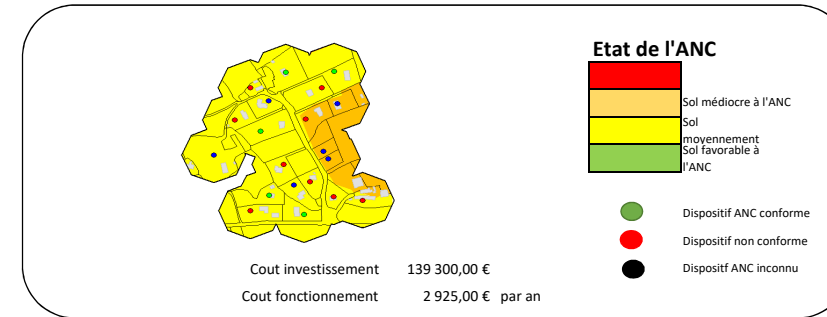 Etat de l'ANC
Sol médiocre à l'ANC
Sol
moyennement
Sol favorable à
l'ANC
Dispositif ANC conforme
Dispositif non conforme
Dispositf ANC inconnu
Cout investissement 139 300,00 €
Cout fonctionnement 2 925,00 € par an